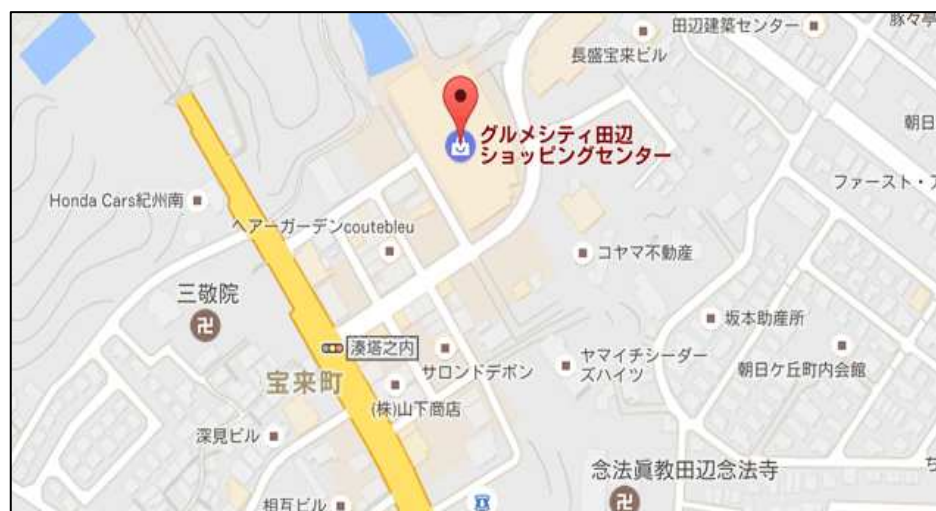 豚々亭
田辺建築センター
長盛宝来ビル
朝日
グルメシティ田辺
ショッピングセンター
ファースト・ア
Honda Cars紀州南
ヘアーガーデンcoutebleu
コヤマ不動産
三敬院
坂本助産所
湊塔之内
ヤマイチシーダー
ズハイツ
サロンドデボン
朝日ケ丘町内会館
宝来町
(株)山下商店
深見ビル
念法眞教田辺念法寺
ち
相互ビル